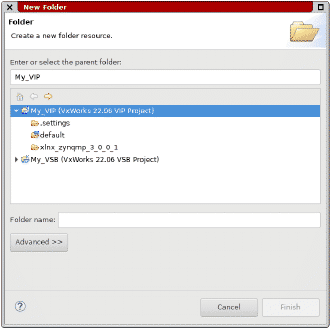 New Folder
Folder
Create a new folder resource.
Enter or select the parent folder:
My_VIP
My_VIP (VxWorks 22.06 VIP Project)
.settings
default
xlnx_zynqmp_3_0_0_1
My_VSB (VxWorks 22.06 VSB Project)
Folder name:
Advanced >>
Cancel
Finish